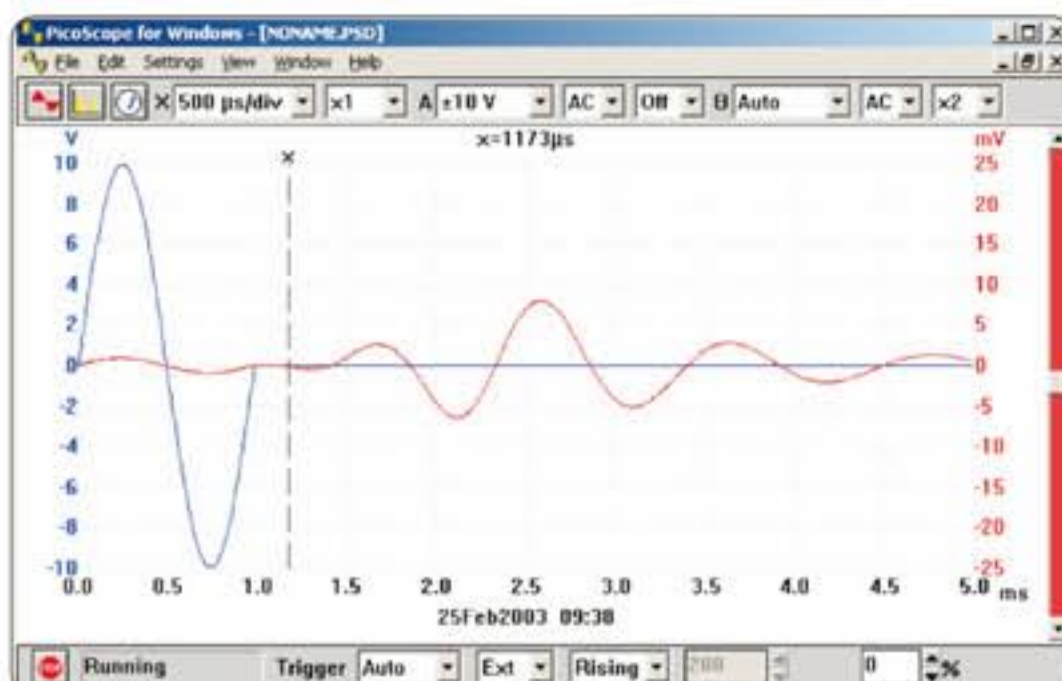 PicoScope for Windows - [NONAME.PSD]
File Edit Settings View Window Help
X 500 µs/div x1 A ±10 V AC Off B Auto AC x2
x=1173µs
V mV
X
10 25
8 20
6 15
4 10
2 5
0 0
-2 -5
-4 -10
-6 -15
-8 -20
-10 -25
0.0 0.5 1.0 1.5 2.0 2.5 3.0 3.5 4.0 4.5 5.0 ms
25Feb2003 09:38
STOP Running Trigger Auto Ext Rising 200 0 %